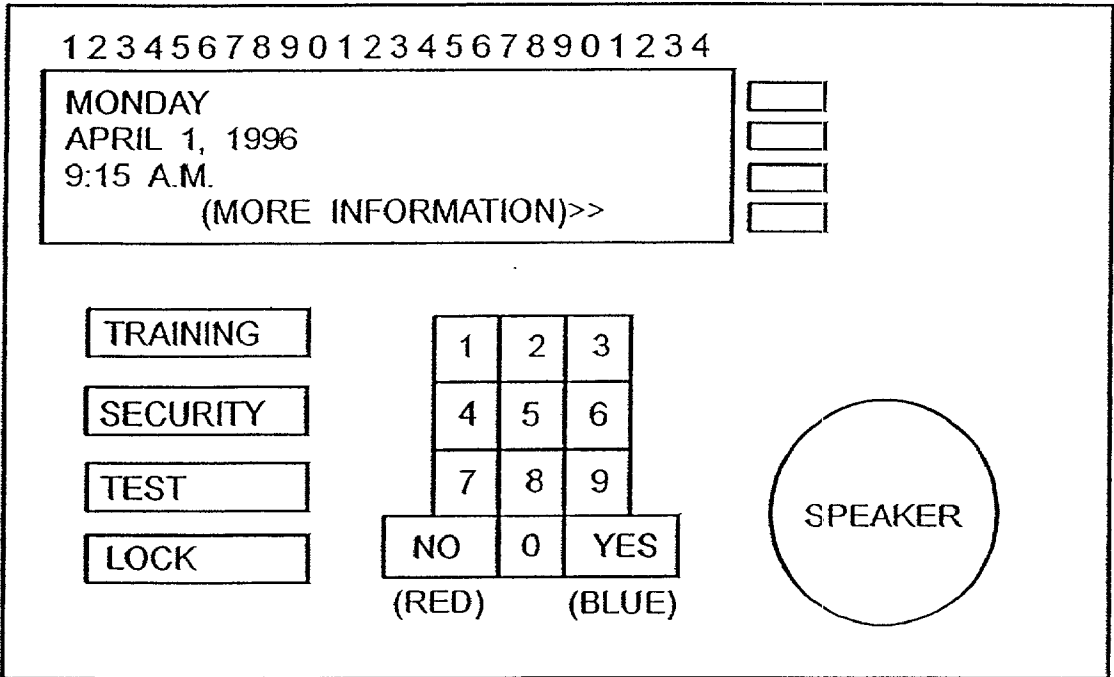 123456789012345678901234
MONDAY
APRIL 1, 1996
9:15 A.M.
(MORE INFORMATION)>>
TRAINING
SECURITY
TEST
LOCK
1 2 3
4 5 6
7 8 9
NO 0 YES
(RED) (BLUE)
SPEAKER